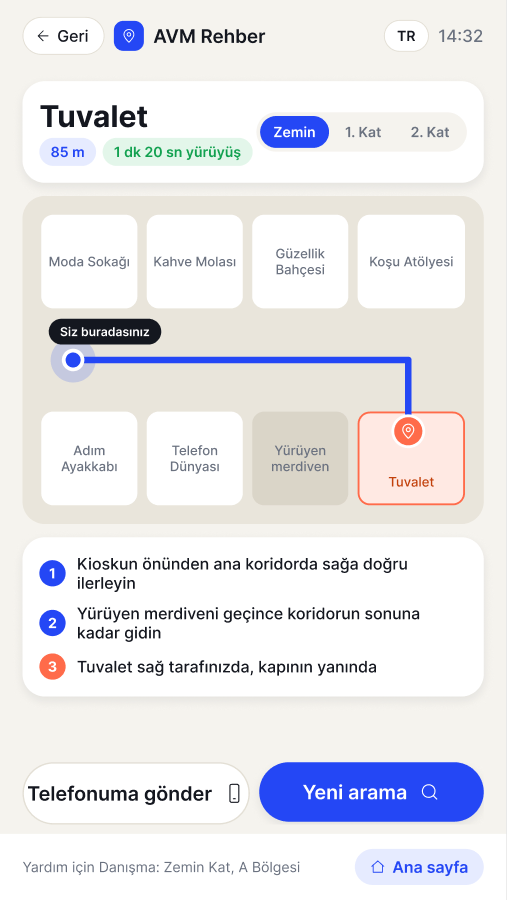 Geri
AVM Rehber
TR
14:32
Tuvalet
85 m
1 dk 20 sn yürüyüş
Zemin
1. Kat
2. Kat
Moda Sokağı
Kahve Molası
Güzellik
Bahçesi
Koşu Atölyesi
Siz buradasınız
Adım
Ayakkabı
Telefon
Dünyası
Yürüyen
merdiven
Tuvalet
1
Kioskun önünden ana koridorda sağa doğru
ilerleyin
2
Yürüyen merdiveni geçince koridorun sonuna
kadar gidin
3
Tuvalet sağ tarafınızda, kapının yanında
Telefonuma gönder
Yeni arama
Yardım için Danışma: Zemin Kat, A Bölgesi
Ana sayfa